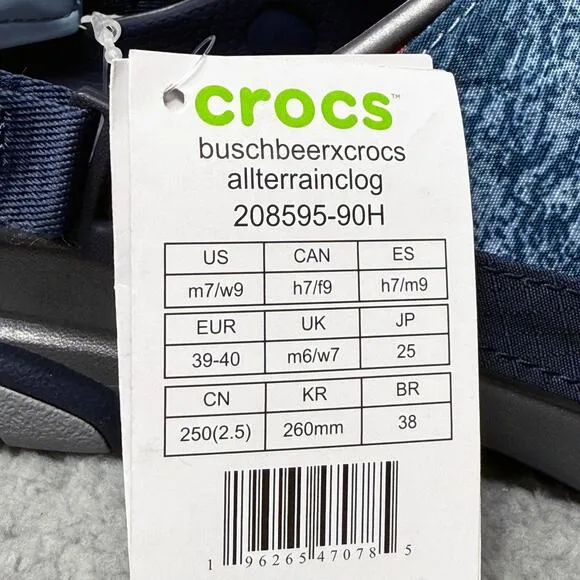 crocs™
buschbeerxcrocs
allterrainclog
208595-90H
US CAN ES
m7/w9 h7/f9 h7/m9
EUR UK JP
39-40 m6/w7 25
CN KR BR
250(2.5) 260mm 38
1 96265 47078 5